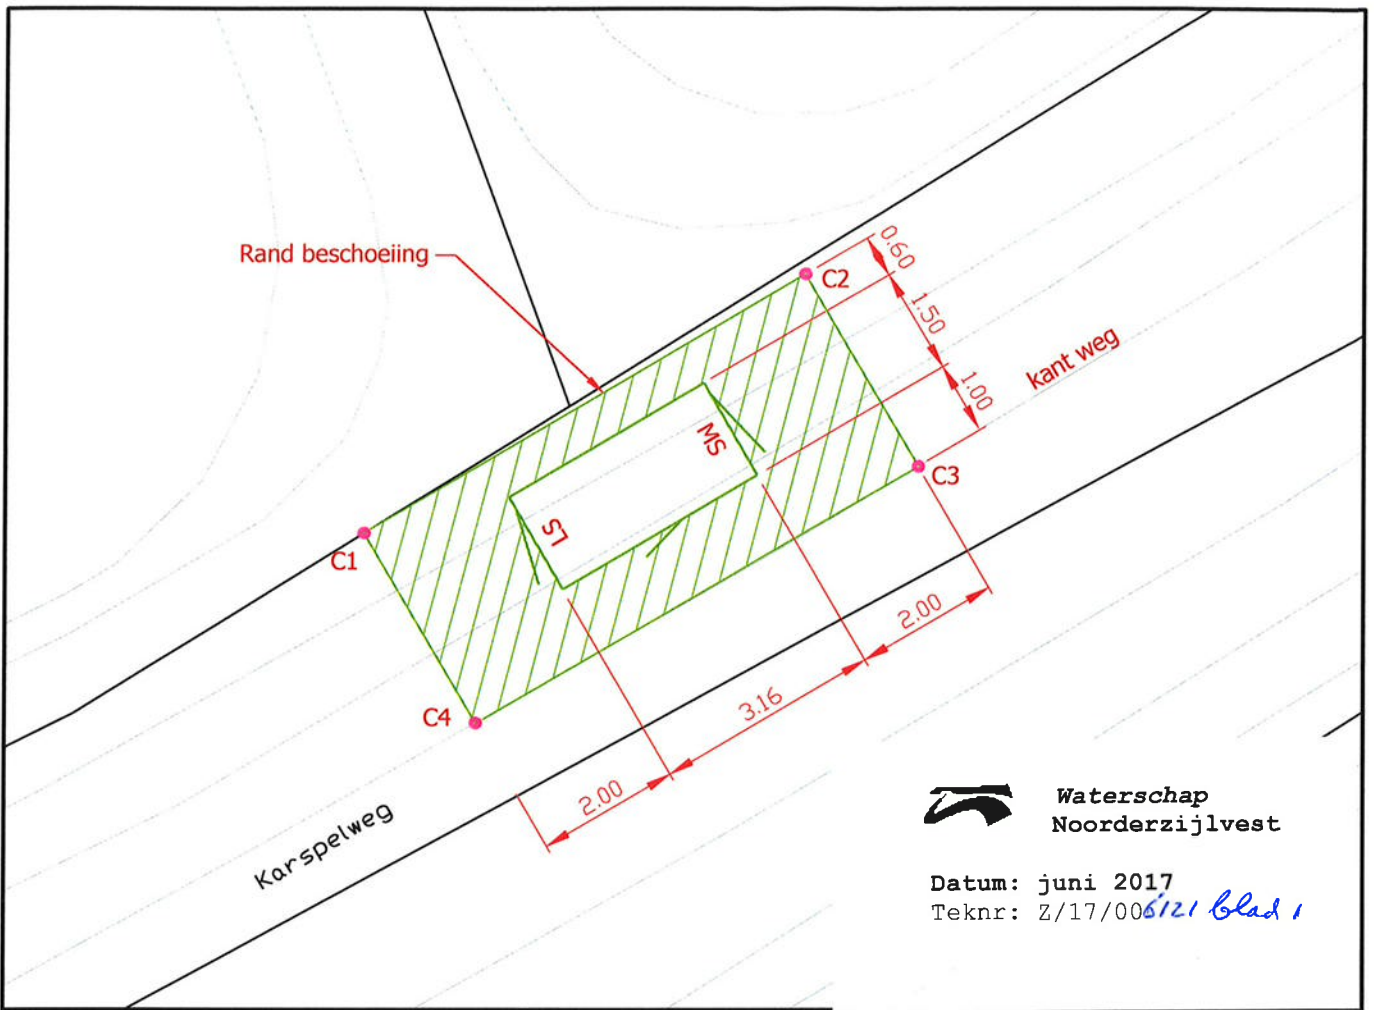 Rand beschoeiing
C2
0.60
1.50
1.00
kant weg
MS
C3
LS
C1
C4
2.00
3.16
2.00
Karspelweg
Waterschap
Noorderzijlvest
Datum: juni 2017
Teknr: Z/17/006121 blad 1